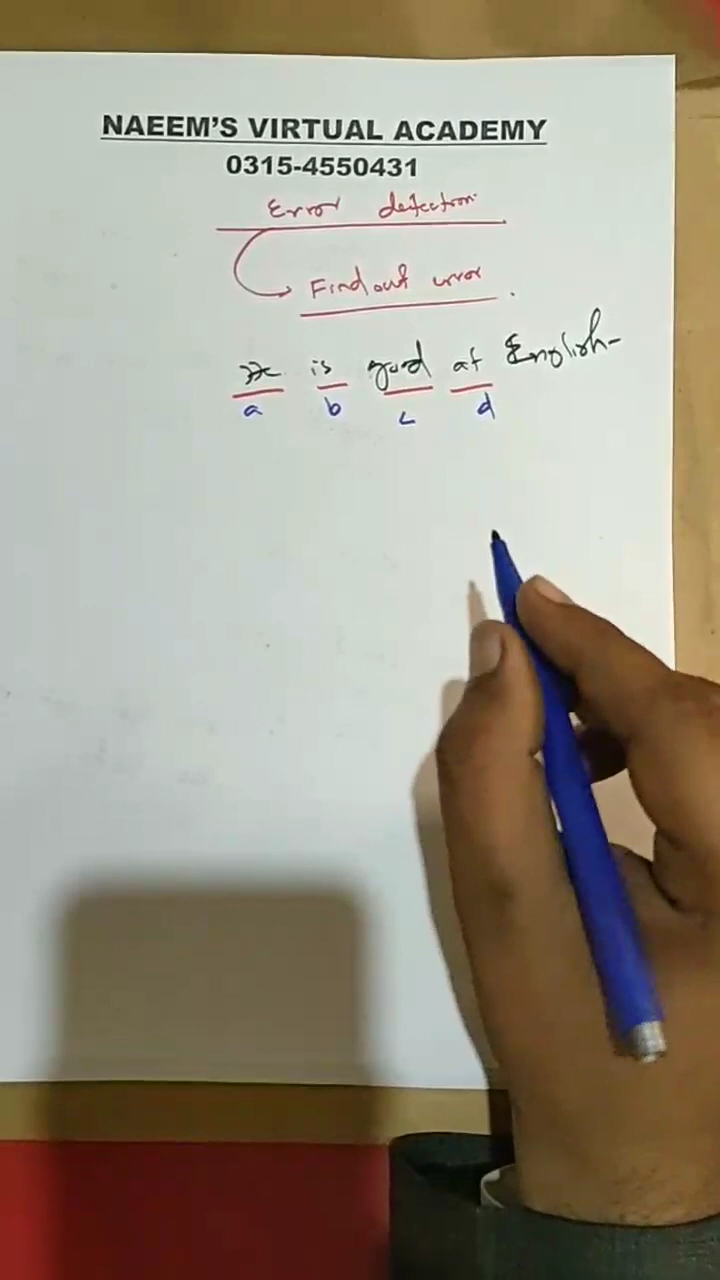 NAEEM'S VIRTUAL ACADEMY
0315-4550431
Error detection
Find out error
He is good at English-
a b c d